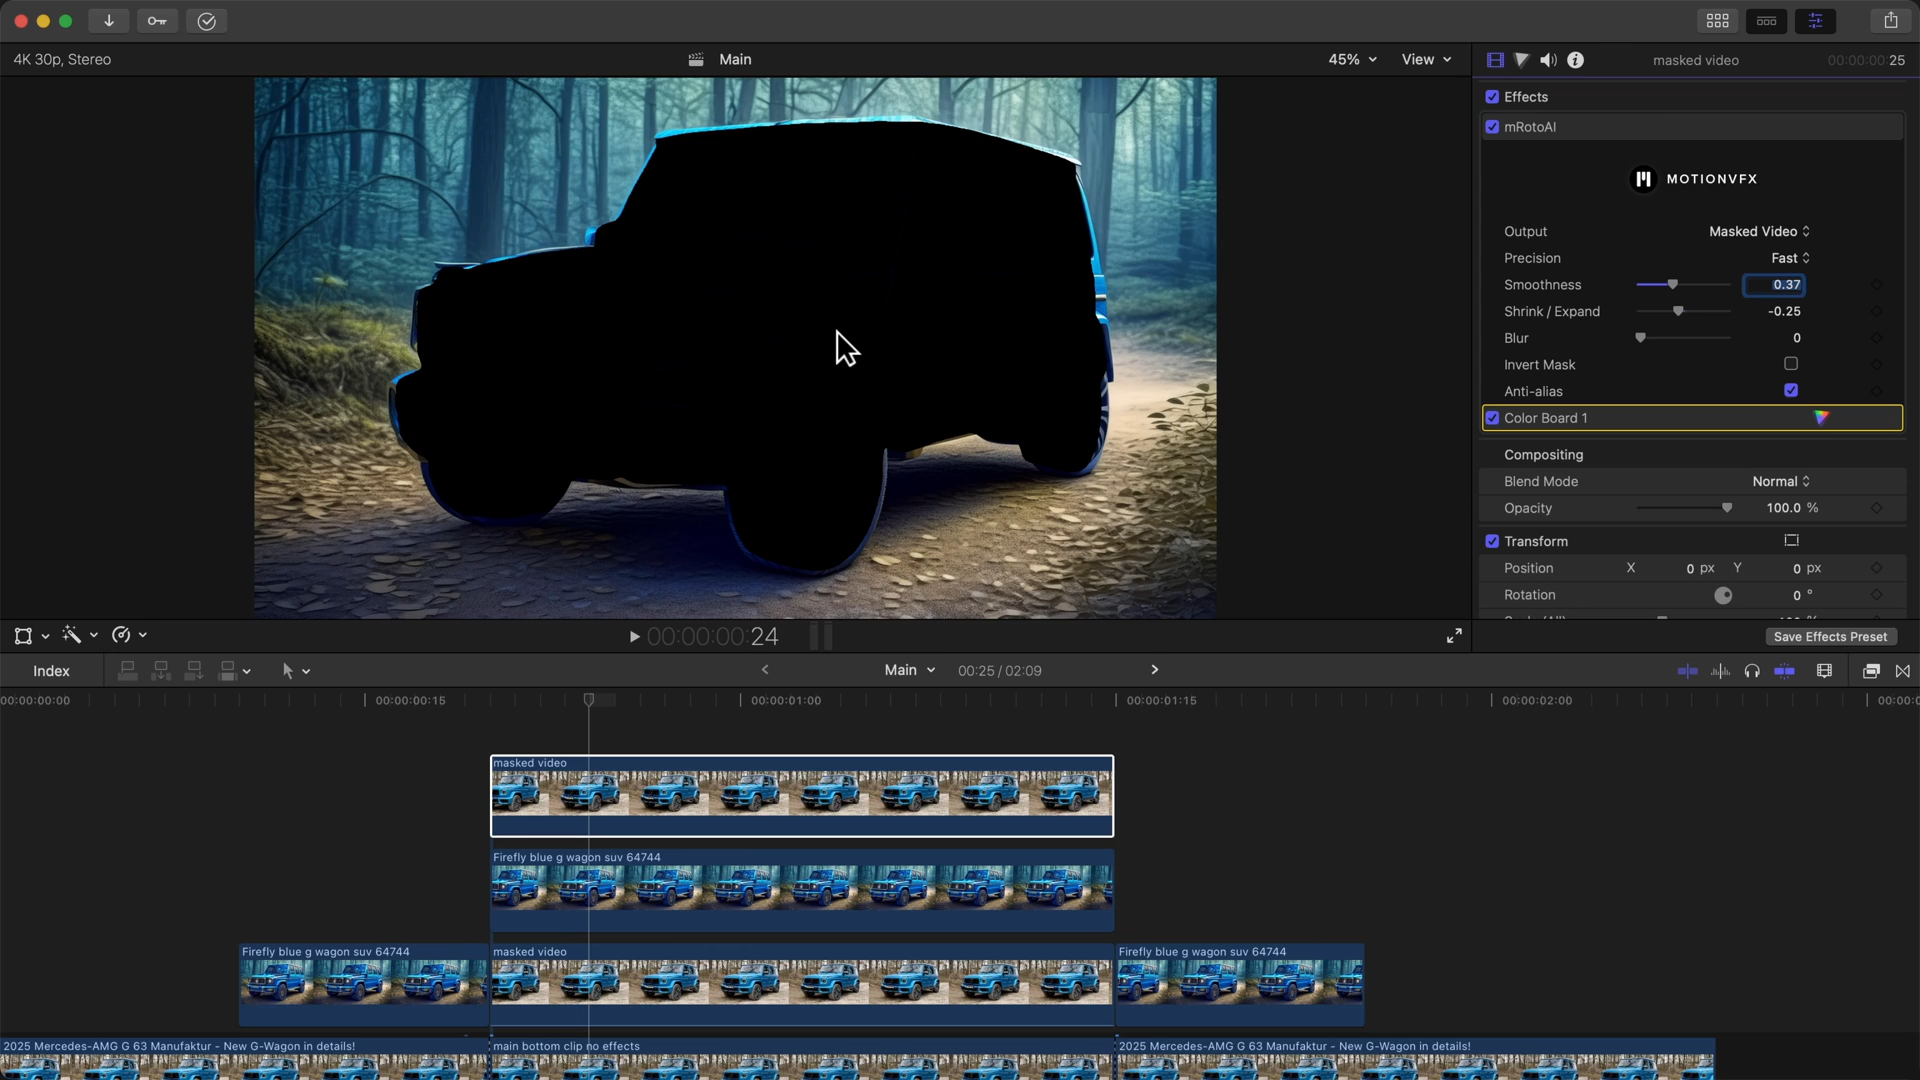 4K 30p, Stereo
Main
45%
View
masked video
00:00:00:25
Effects
mRotoAI
MOTIONVFX
Output
Masked Video
Precision
Fast
Smoothness
0.37
Shrink / Expand
-0.25
Blur
0
Invert Mask
Anti-alias
Color Board 1
Compositing
Blend Mode
Normal
Opacity
100.0 %
Transform
Position
X
0 px
Y
0 px
Rotation
0 °
00:00:00:24
Save Effects Preset
Index
Main
00:25 / 02:09
00:00:00:00
00:00:00:15
00:00:01:00
00:00:01:15
00:00:02:00
masked video
Firefly blue g wagon suv 64744
Firefly blue g wagon suv 64744
masked video
Firefly blue g wagon suv 64744
2025 Mercedes-AMG G 63 Manufaktur - New G-Wagon in details!
main bottom clip no effects
2025 Mercedes-AMG G 63 Manufaktur - New G-Wagon in details!